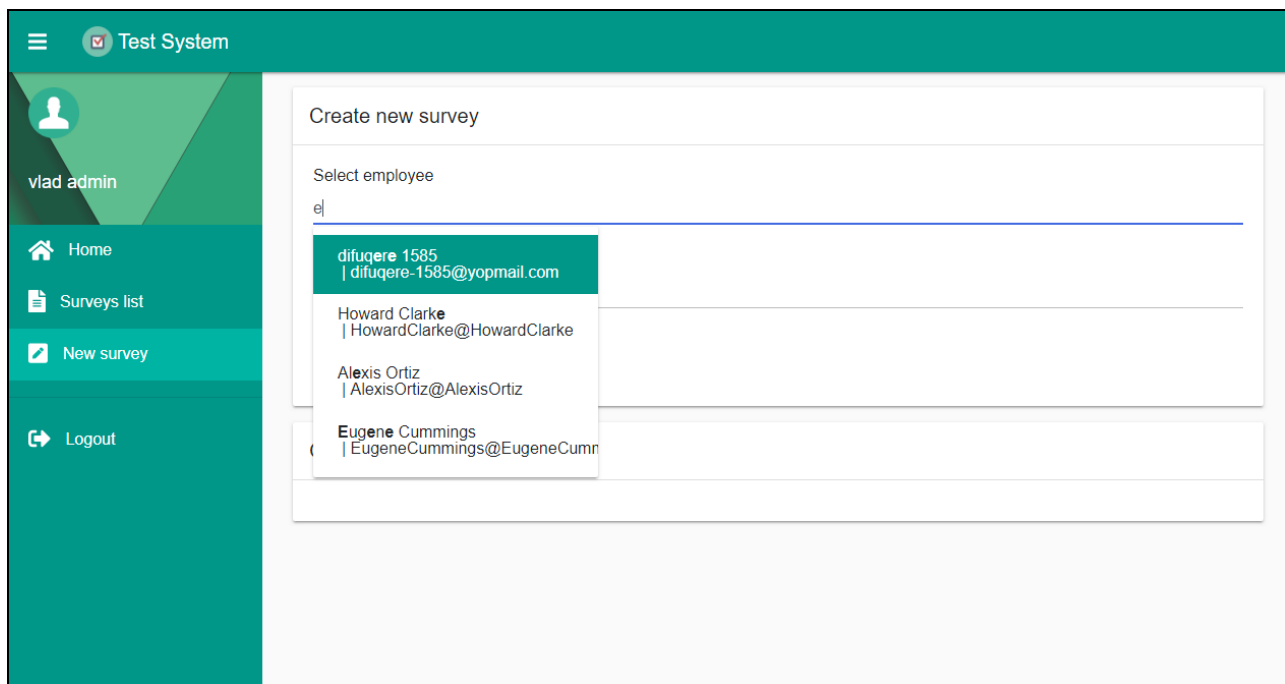 Test System
vlad admin
Home
Surveys list
New survey
Logout
Create new survey
Select employee
e
difuqere 1585
| difuqere-1585@yopmail.com
Howard Clarke
| HowardClarke@HowardClarke
Alexis Ortiz
| AlexisOrtiz@AlexisOrtiz
Eugene Cummings
| EugeneCummings@EugeneCumm